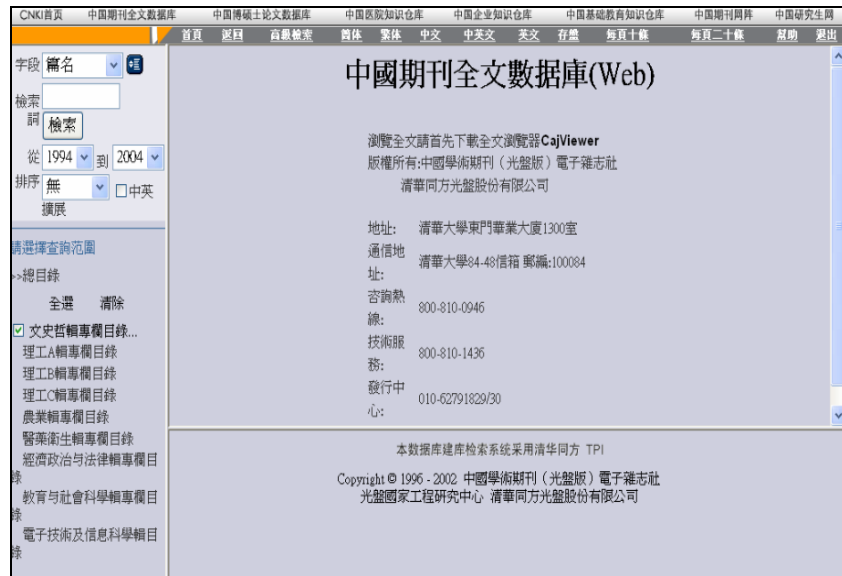 CNKI首页 中国期刊全文数据库 中国博硕士论文数据库 中国医院知识仓库 中国企业知识仓库 中国基础教育知识仓库 中国期刊网阵 中国研究生网
首頁 返回 高級檢索 簡体 繁体 中文 中英文 英文 存盤 每頁十條 每頁二十條 幫助 退出
字段 篇名
檢索詞
檢索
從 1994 到 2004
排序 無 中英擴展
請選擇查詢范圍
>>總目錄
全選 清除
文史哲輯專欄目錄...
理工A輯專欄目錄
理工B輯專欄目錄
理工C輯專欄目錄
農業輯專欄目錄
醫藥衛生輯專欄目錄
經濟政治与法律輯專欄目錄
教育与社會科學輯專欄目錄
電子技術及信息科學輯目錄
中國期刊全文數据庫(Web)
瀏覽全文請首先下載全文瀏覽器CajViewer
版權所有:中國學術期刊（光盤版）電子雜志社
清華同方光盤股份有限公司
地址: 清華大學東門華業大廈1300室
通信地址: 清華大學84-48信箱 郵編:100084
咨詢熱線: 800-810-0946
技術服務: 800-810-1436
發行中心: 010-62791829/30
本数据库建库检索系统采用清华同方 TPI
Copyright © 1996 - 2002 中國學術期刊（光盤版）電子雜志社
光盤國家工程研究中心 清華同方光盤股份有限公司